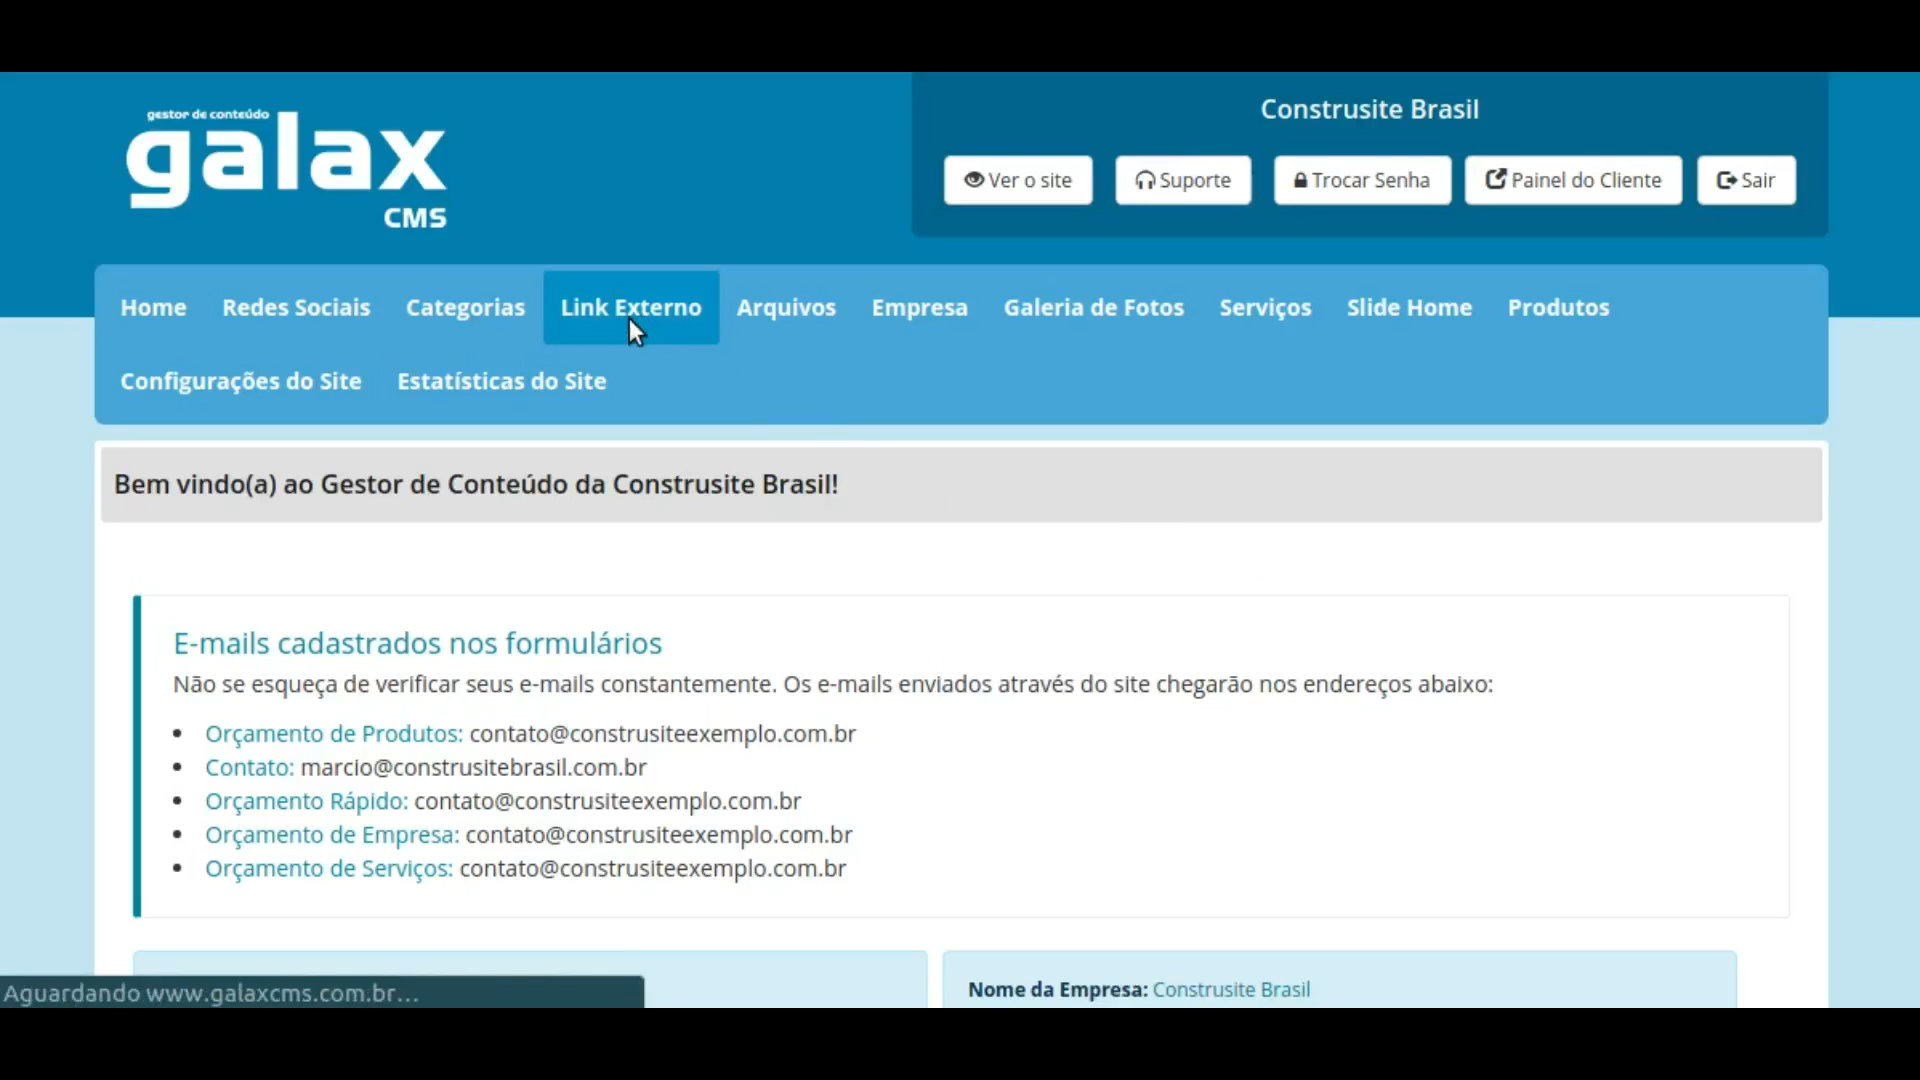 gestor de conteúdo
galax
CMS
Construsite Brasil
Ver o site Suporte Trocar Senha Painel do Cliente Sair
Home Redes Sociais Categorias Link Externo Arquivos Empresa Galeria de Fotos Serviços Slide Home Produtos
Configurações do Site Estatísticas do Site
Bem vindo(a) ao Gestor de Conteúdo da Construsite Brasil!
E-mails cadastrados nos formulários
Não se esqueça de verificar seus e-mails constantemente. Os e-mails enviados através do site chegarão nos endereços abaixo:
Orçamento de Produtos: contato@construsiteexemplo.com.br
Contato: marcio@construsitebrasil.com.br
Orçamento Rápido: contato@construsiteexemplo.com.br
Orçamento de Empresa: contato@construsiteexemplo.com.br
Orçamento de Serviços: contato@construsiteexemplo.com.br
Nome da Empresa: Construsite Brasil
Aguardando www.galaxcms.com.br...